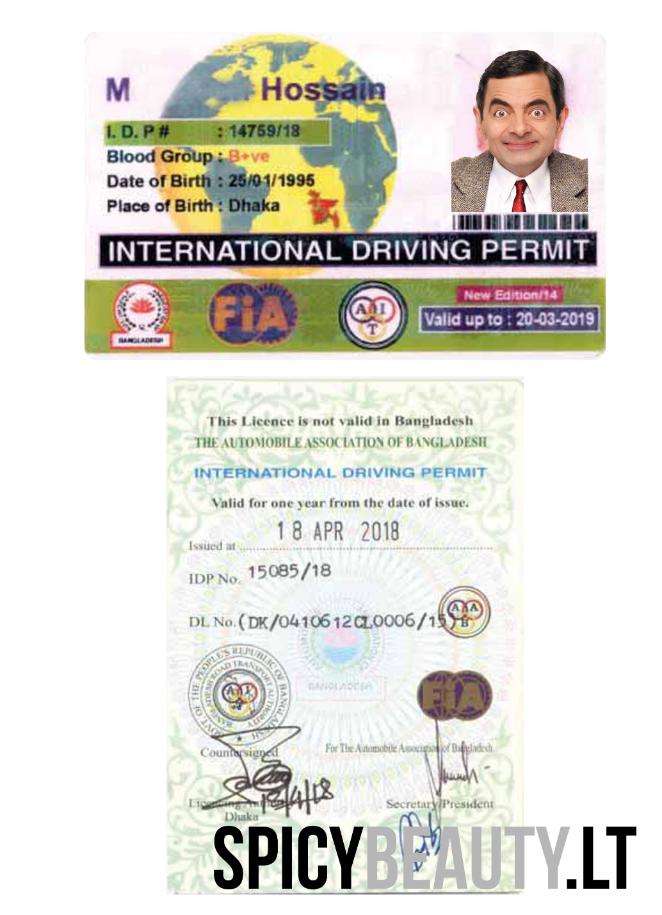 M Hossain
I. D. P # : 14759/18
Blood Group : B+ve
Date of Birth : 25/01/1995
Place of Birth : Dhaka
INTERNATIONAL DRIVING PERMIT
BANGLADESH
FiA
A I T
New Edition/14
Valid up to : 20-03-2019
This Licence is not valid in Bangladesh
THE AUTOMOBILE ASSOCIATION OF BANGLADESH
INTERNATIONAL DRIVING PERMIT
Valid for one year from the date of issue.
Issued at 18 APR 2018
IDP No. 15085/18
DL No. (DK/0410612CL0006/15)
A A B
GOVT. OF THE PEOPLE'S REPUBLIC OF BANGLADESH
BANGLADESH ROAD TRANSPORT AUTHORITY
BANGLADESH
FiA
Countersigned
For The Automobile Association of Bangladesh
12/4/18
Secretary/President
Dhaka
SPICYBEAUTY.LT